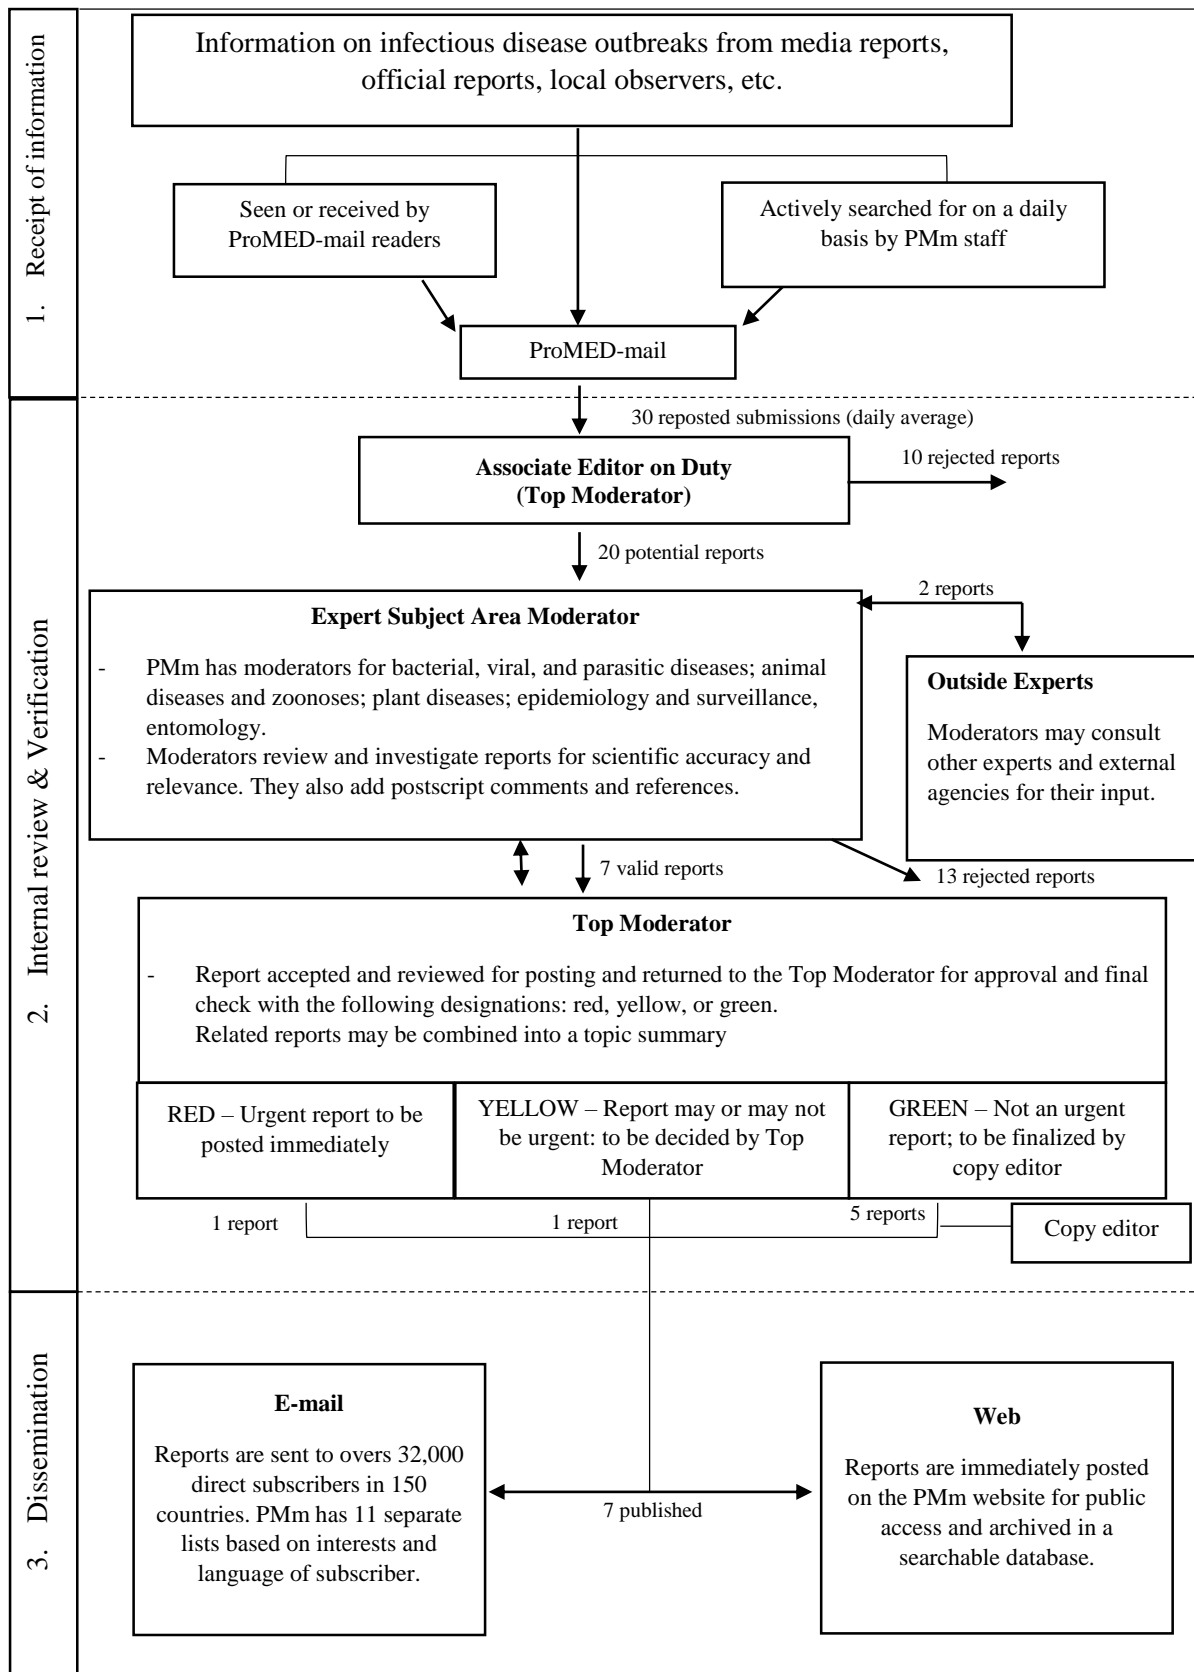 1. Receipt of information
Information on infectious disease outbreaks from media reports,
official reports, local observers, etc.
Seen or received by
ProMED-mail readers
Actively searched for on a daily
basis by PMm staff
ProMED-mail
2. Internal review & Verification
30 reposted submissions (daily average)
Associate Editor on Duty
(Top Moderator)
10 rejected reports
20 potential reports
2 reports
Expert Subject Area Moderator
- PMm has moderators for bacterial, viral, and parasitic diseases; animal
diseases and zoonoses; plant diseases; epidemiology and surveillance,
entomology.
- Moderators review and investigate reports for scientific accuracy and
relevance. They also add postscript comments and references.
Outside Experts
Moderators may consult
other experts and external
agencies for their input.
7 valid reports
13 rejected reports
Top Moderator
- Report accepted and reviewed for posting and returned to the Top Moderator for approval and final
check with the following designations: red, yellow, or green.
Related reports may be combined into a topic summary
RED – Urgent report to be
posted immediately
YELLOW – Report may or may not
be urgent: to be decided by Top
Moderator
GREEN – Not an urgent
report; to be finalized by
copy editor
1 report
1 report
5 reports
Copy editor
3. Dissemination
E-mail
Reports are sent to overs 32,000
direct subscribers in 150
countries. PMm has 11 separate
lists based on interests and
language of subscriber.
7 published
Web
Reports are immediately posted
on the PMm website for public
access and archived in a
searchable database.